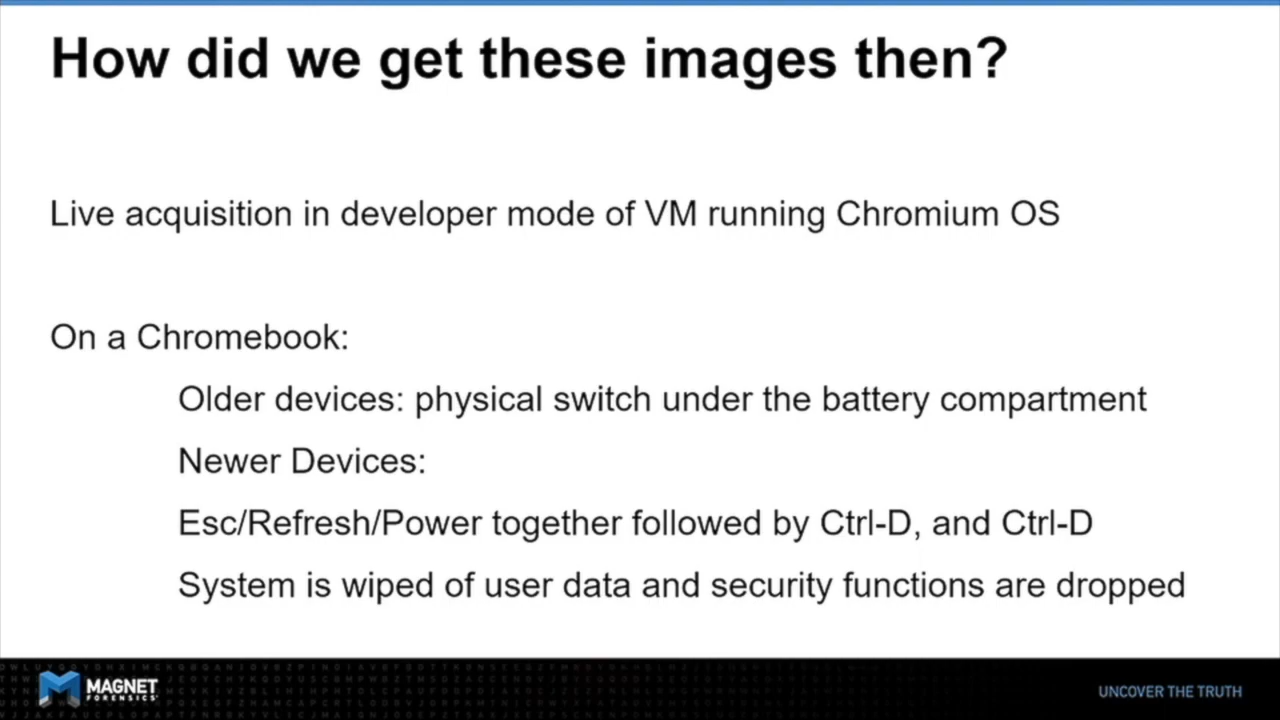 How did we get these images then?
Live acquisition in developer mode of VM running Chromium OS
On a Chromebook:
Older devices: physical switch under the battery compartment
Newer Devices:
Esc/Refresh/Power together followed by Ctrl-D, and Ctrl-D
System is wiped of user data and security functions are dropped
MAGNET
FORENSICS
UNCOVER THE TRUTH